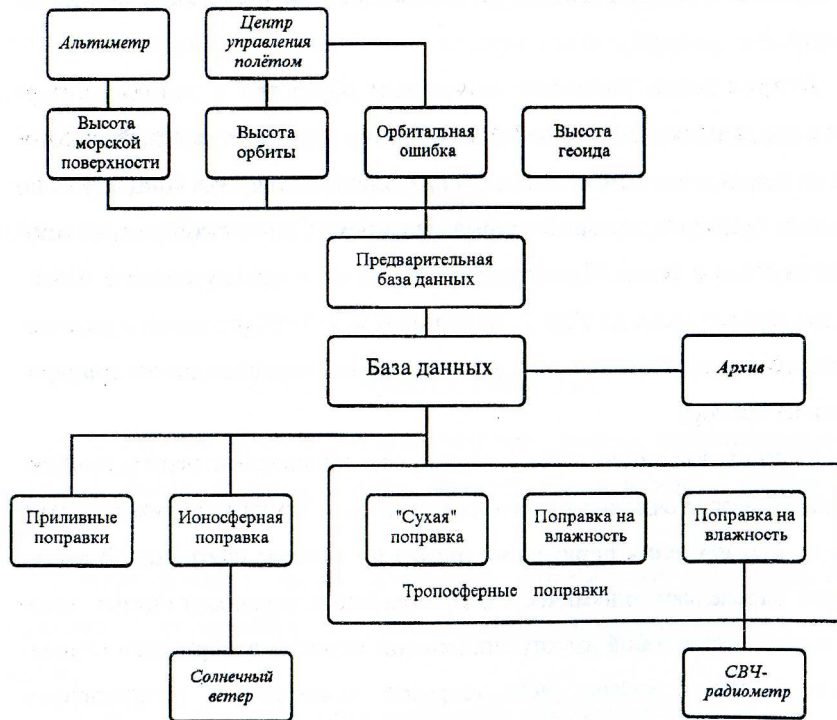 Альтиметр
Центр
управления
полётом
Высота
морской
поверхности
Высота
орбиты
Орбитальная
ошибка
Высота
геоида
Предварительная
база данных
База данных
Архив
Приливные
поправки
Ионосферная
поправка
"Сухая"
поправка
Поправка на
влажность
Поправка на
влажность
Тропосферные поправки
Солнечный
ветер
СВЧ-
радиометр